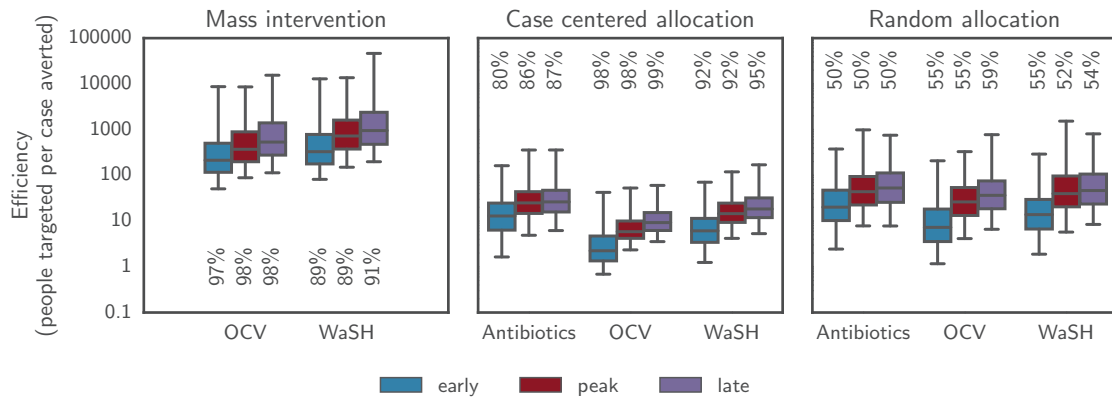 Mass intervention
Case centered allocation
Random allocation
Efficiency
(people targeted per case averted)
100000
10000
1000
100
10
1
0.1
97%
98%
98%
89%
89%
91%
80%
86%
87%
98%
98%
99%
92%
92%
95%
50%
50%
50%
55%
55%
59%
55%
52%
54%
OCV
WaSH
Antibiotics
OCV
WaSH
Antibiotics
OCV
WaSH
early
peak
late